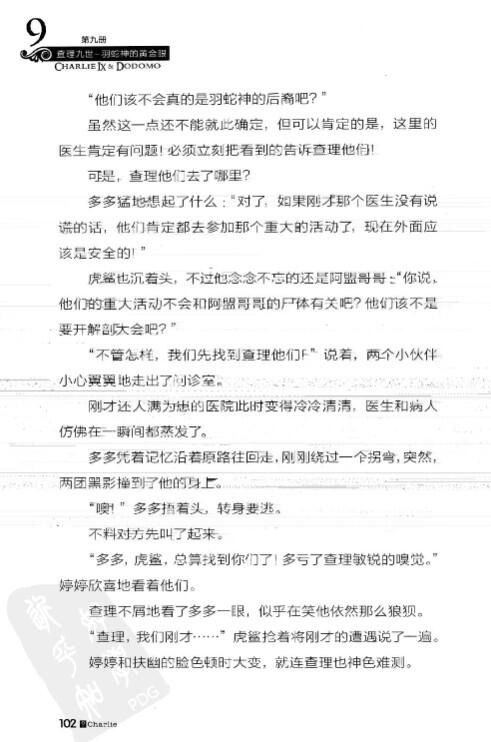 9
第九册
查理九世-羽蛇神的黄金眼
CHARLIE IX & DODOMO
“他们该不会真的是羽蛇神的后裔吧？”
虽然这一点还不能就此确定，但可以肯定的是，这里的
医生肯定有问题！必须立刻把看到的告诉查理他们！
可是，查理他们去了哪里？
多多猛地想起了什么：“对了，如果刚才那个医生没有说
谎的话，他们肯定都去参加那个重大的活动了，现在外面应
该是安全的！”
虎鲨也沉着头，不过他念念不忘的还是阿盟哥哥：“你说，
他们的重大活动不会和阿盟哥哥的尸体有关吧？他们该不是
要开解剖大会吧？”
“不管怎样，我们先找到查理他们！”说着，两个小伙伴
小心翼翼地走出了问诊室。
刚才还人满为患的医院此时变得冷冷清清，医生和病人
仿佛在一瞬间都蒸发了。
多多凭着记忆沿着原路往回走，刚刚绕过一个拐弯，突然，
两团黑影撞到了他的身上。
“噢！”多多捂着头，转身要逃。
不料对方先叫了起来。
“多多，虎鲨，总算找到你们了！多亏了查理敏锐的嗅觉。”
婷婷欣喜地看着他们。
查理不屑地看了多多一眼，似乎在笑他依然那么狼狈。
“查理，我们刚才……”虎鲨抢着将刚才的遭遇说了一遍。
婷婷和扶幽的脸色顿时大变，就连查理也神色难测。
PDG
102 Charlie